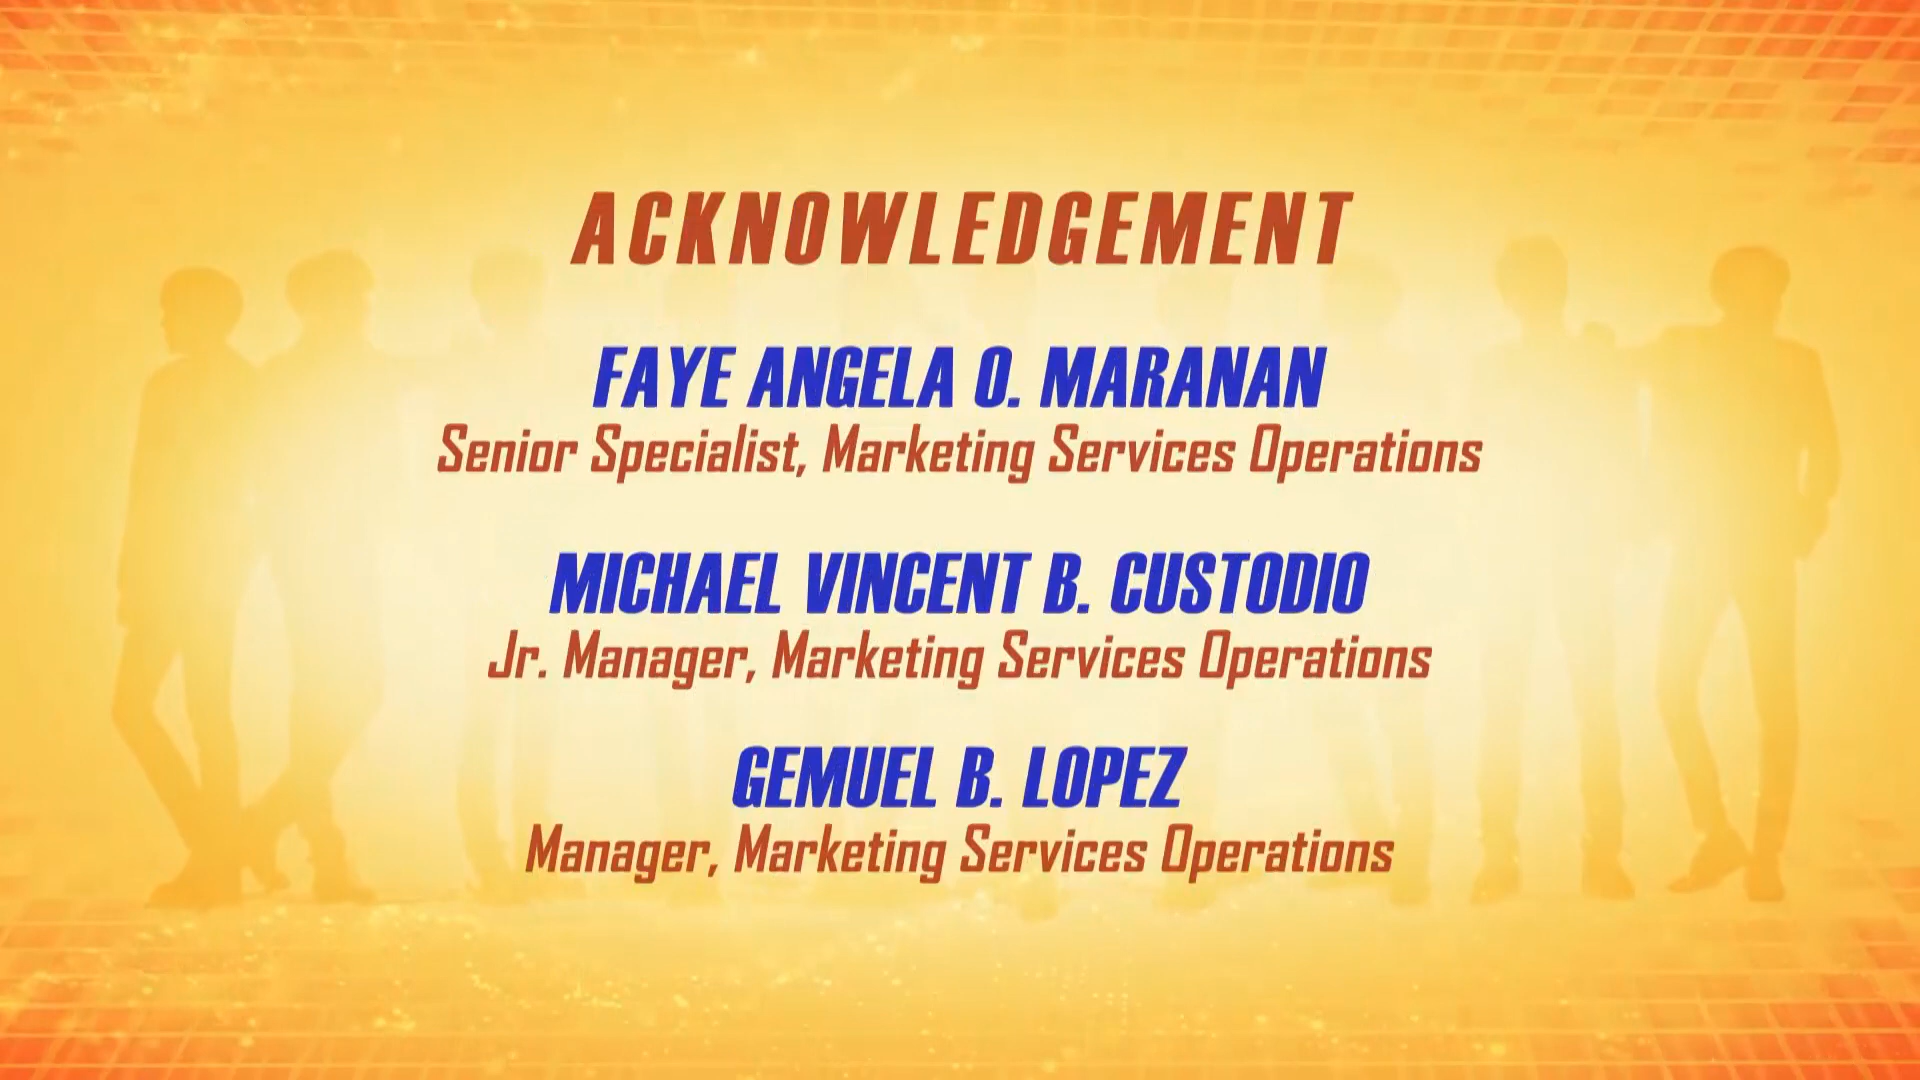 ACKNOWLEDGEMENT
FAYE ANGELA O. MARANAN
Senior Specialist, Marketing Services Operations
MICHAEL VINCENT B. CUSTODIO
Jr. Manager, Marketing Services Operations
GEMUEL B. LOPEZ
Manager, Marketing Services Operations